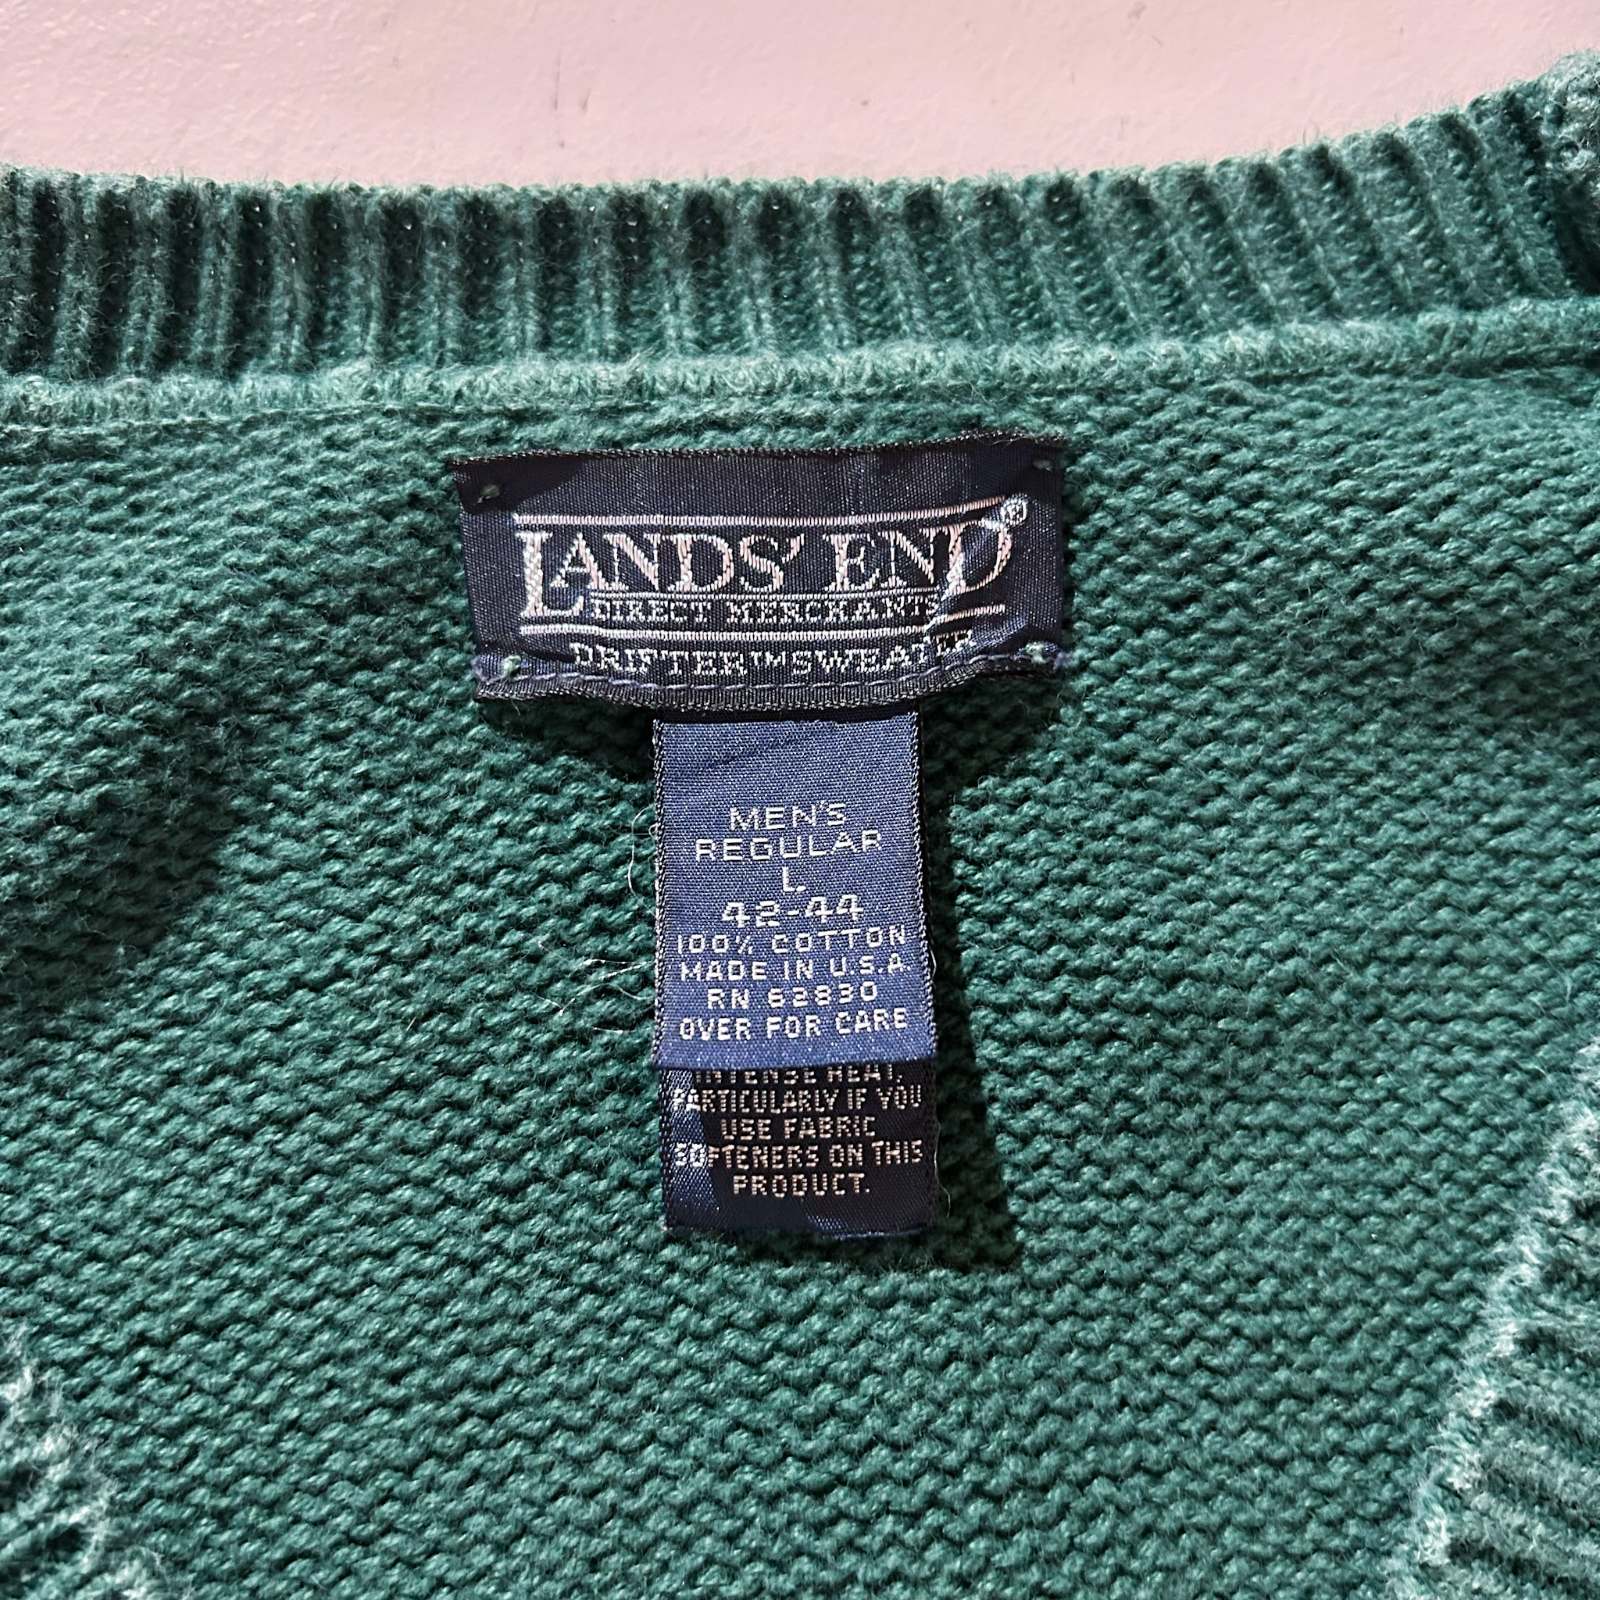 LANDS' END®
DIRECT MERCHANTS
DRIFTER™ SWEATER
MEN'S
REGULAR
L
42-44
100% COTTON
MADE IN U.S.A.
RN 62830
OVER FOR CARE
INTENSE HEAT,
PARTICULARLY IF YOU
USE FABRIC
SOFTENERS ON THIS
PRODUCT.